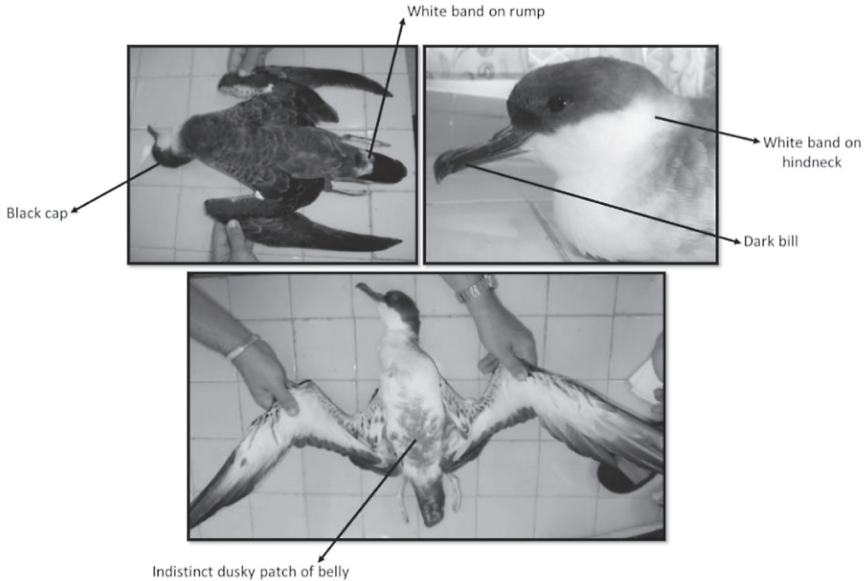 White band on rump
White band on
hindneck
Black cap
Dark bill
Indistinct dusky patch of belly